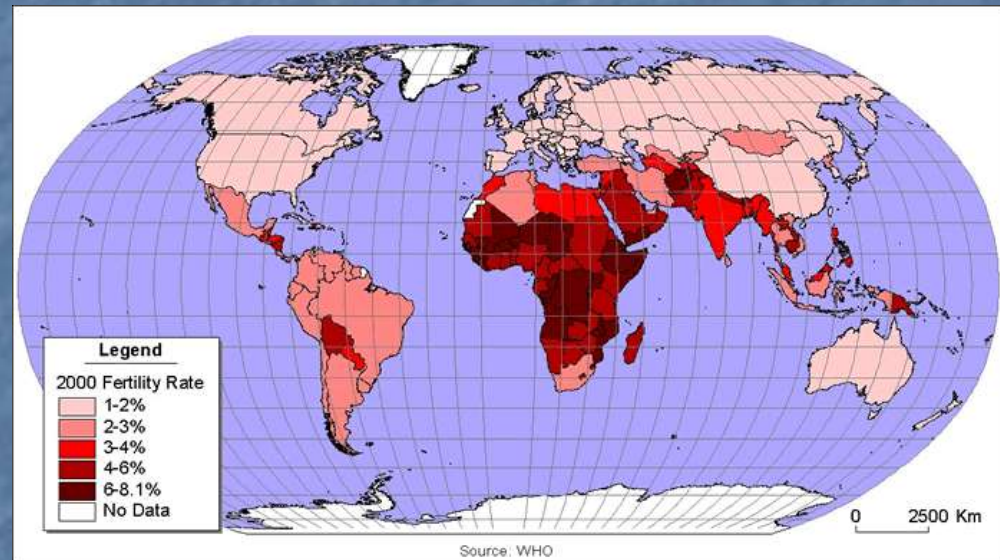 Legend
2000 Fertility Rate
1-2%
2-3%
3-4%
4-6%
6-8.1%
No Data
0 2500 Km
Source: WHO